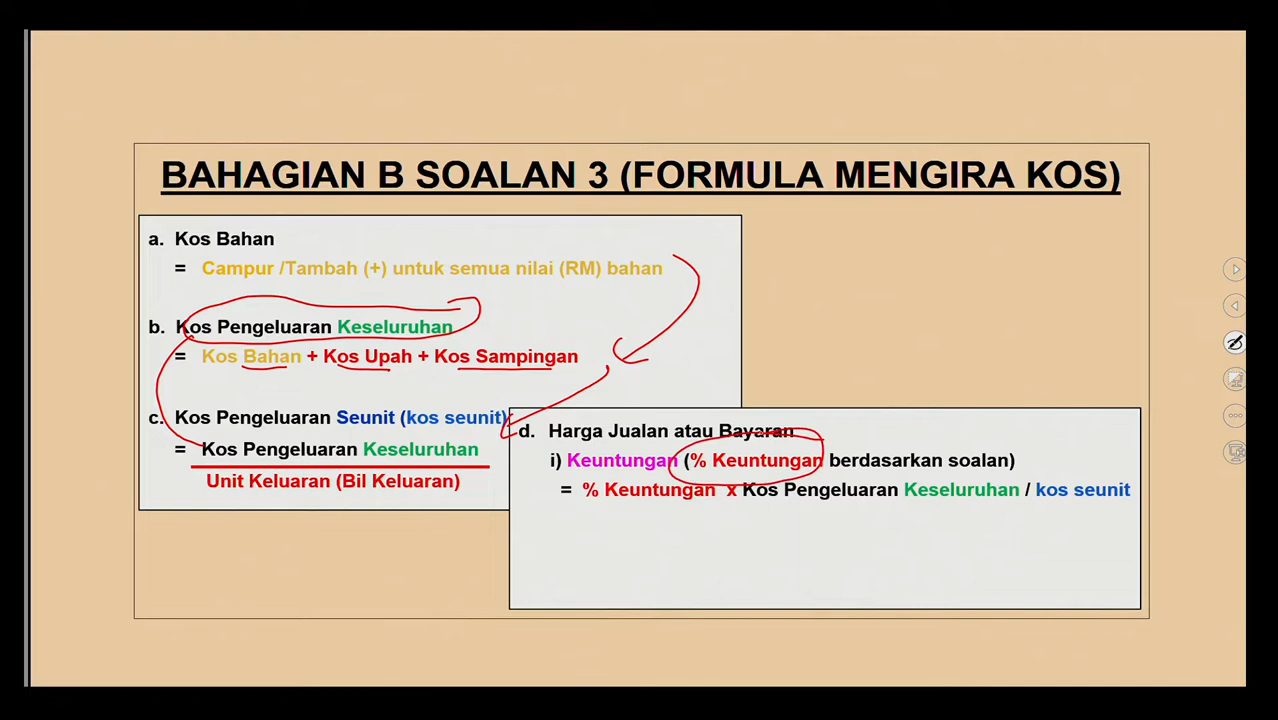 BAHAGIAN B SOALAN 3 (FORMULA MENGIRA KOS)
a. Kos Bahan
= Campur /Tambah (+) untuk semua nilai (RM) bahan
b. Kos Pengeluaran Keseluruhan
= Kos Bahan + Kos Upah + Kos Sampingan
c. Kos Pengeluaran Seunit (kos seunit)
= Kos Pengeluaran Keseluruhan
Unit Keluaran (Bil Keluaran)
d. Harga Jualan atau Bayaran
i) Keuntungan (% Keuntungan berdasarkan soalan)
= % Keuntungan x Kos Pengeluaran Keseluruhan / kos seunit